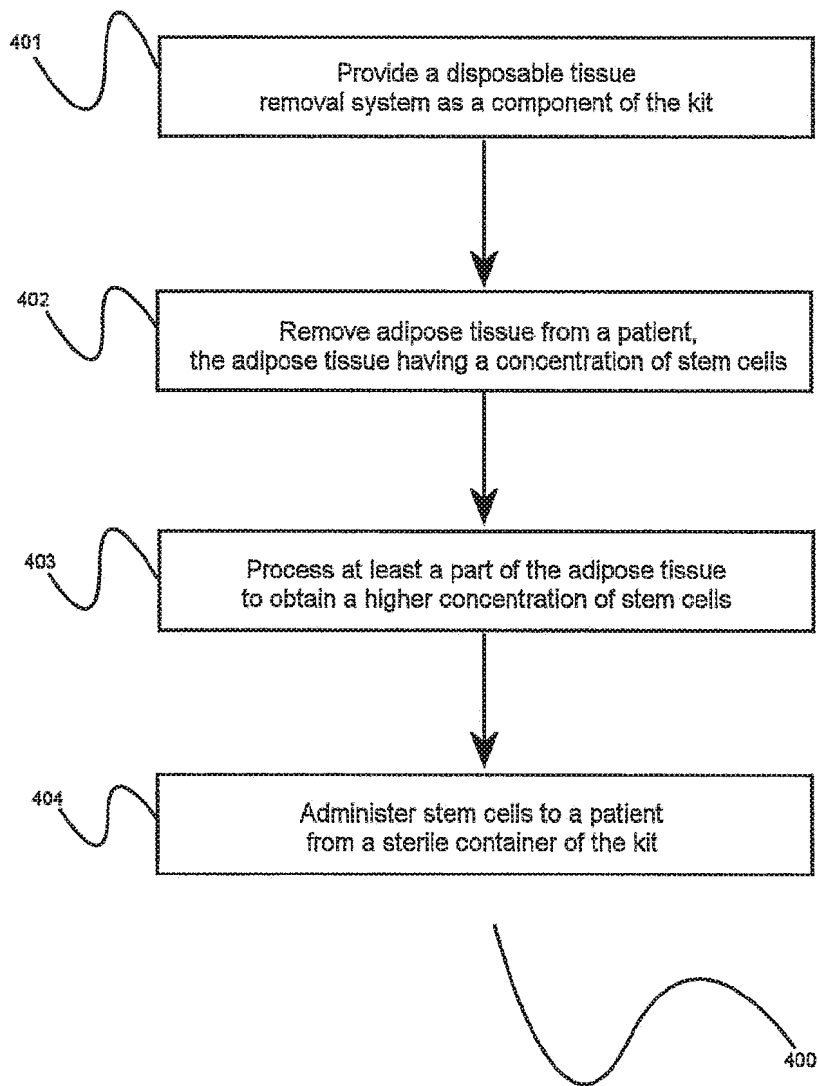 401
Provide a disposable tissue
removal system as a component of the kit
402
Remove adipose tissue from a patient,
the adipose tissue having a concentration of stem cells
403
Process at least a part of the adipose tissue
to obtain a higher concentration of stem cells
404
Administer stem cells to a patient
from a sterile container of the kit
400